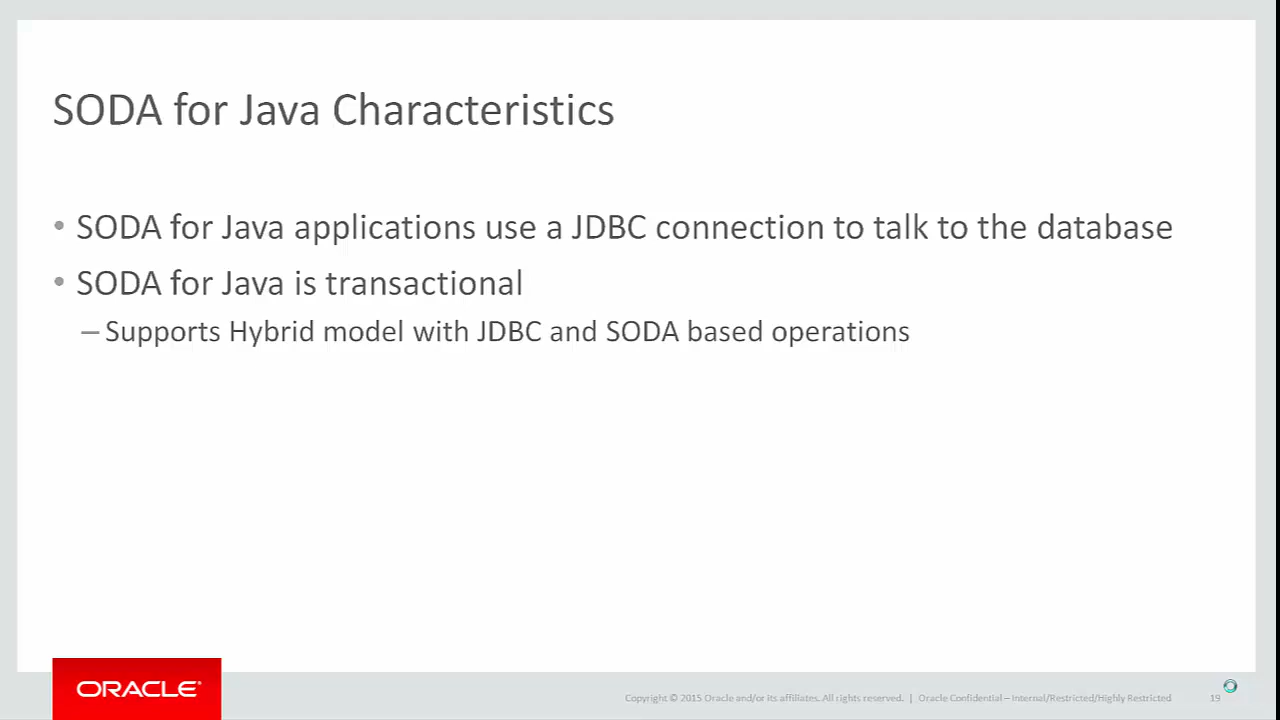 SODA for Java Characteristics
• SODA for Java applications use a JDBC connection to talk to the database
• SODA for Java is transactional
– Supports Hybrid model with JDBC and SODA based operations
ORACLE®
Copyright © 2015 Oracle and/or its affiliates. All rights reserved. | Oracle Confidential – Internal/Restricted/Highly Restricted 19